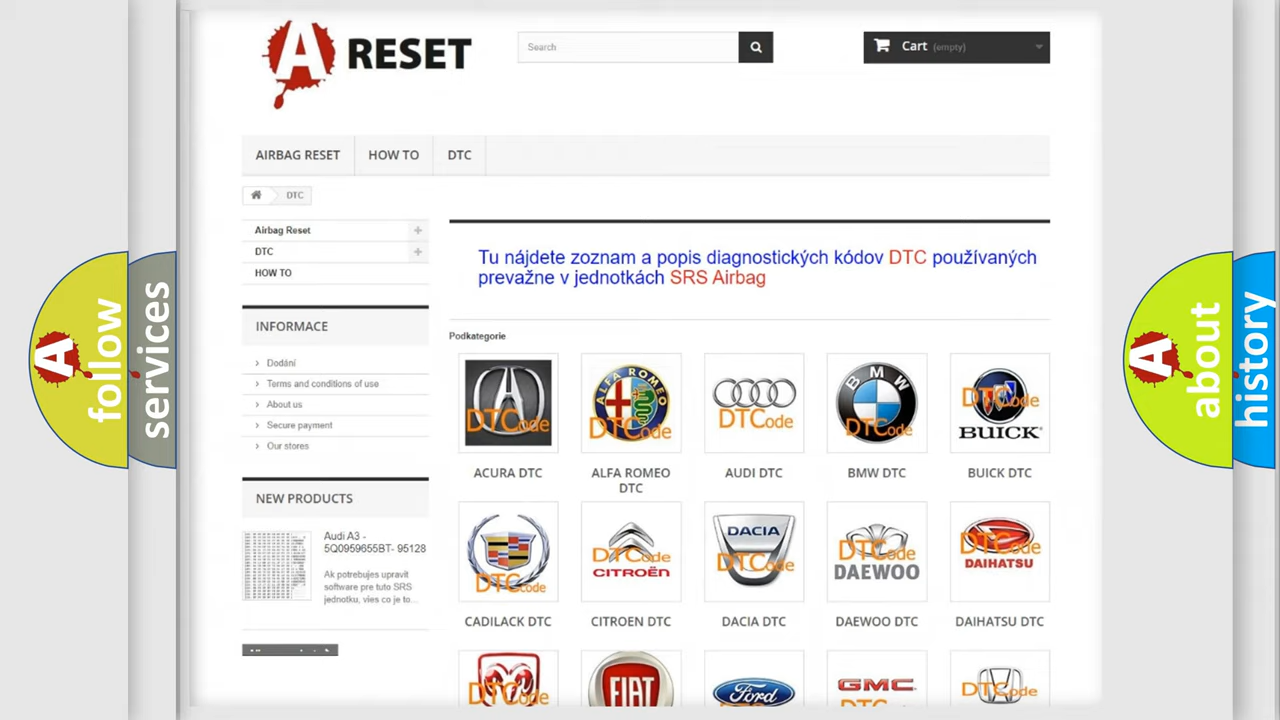 A RESET
Search
Cart (empty)
AIRBAG RESET
HOW TO
DTC
DTC
Airbag Reset
DTC
HOW TO
Tu nájdete zoznam a popis diagnostických kódov DTC používaných
prevažne v jednotkách SRS Airbag
INFORMACE
Dodání
Terms and conditions of use
About us
Secure payment
Our stores
NEW PRODUCTS
Audi A3 -
5Q0959655BT- 95128
Ak potrebujes upravit
software pre tuto SRS
jednotku, vies co je to...
Podkategorie
DTCode
ALFA ROMEO
DTCode
DTCode
BMW
DTCode
DTCode
BUICK
ACURA DTC
ALFA ROMEO
DTC
AUDI DTC
BMW DTC
BUICK DTC
DTCode
DTCode
CITROËN
DACIA
DTCode
DTCode
DAEWOO
DTCode
DAIHATSU
CADILACK DTC
CITROEN DTC
DACIA DTC
DAEWOO DTC
DAIHATSU DTC
DTCode
FIAT
Ford
GMC
DTCode
A follow
services
A about
history